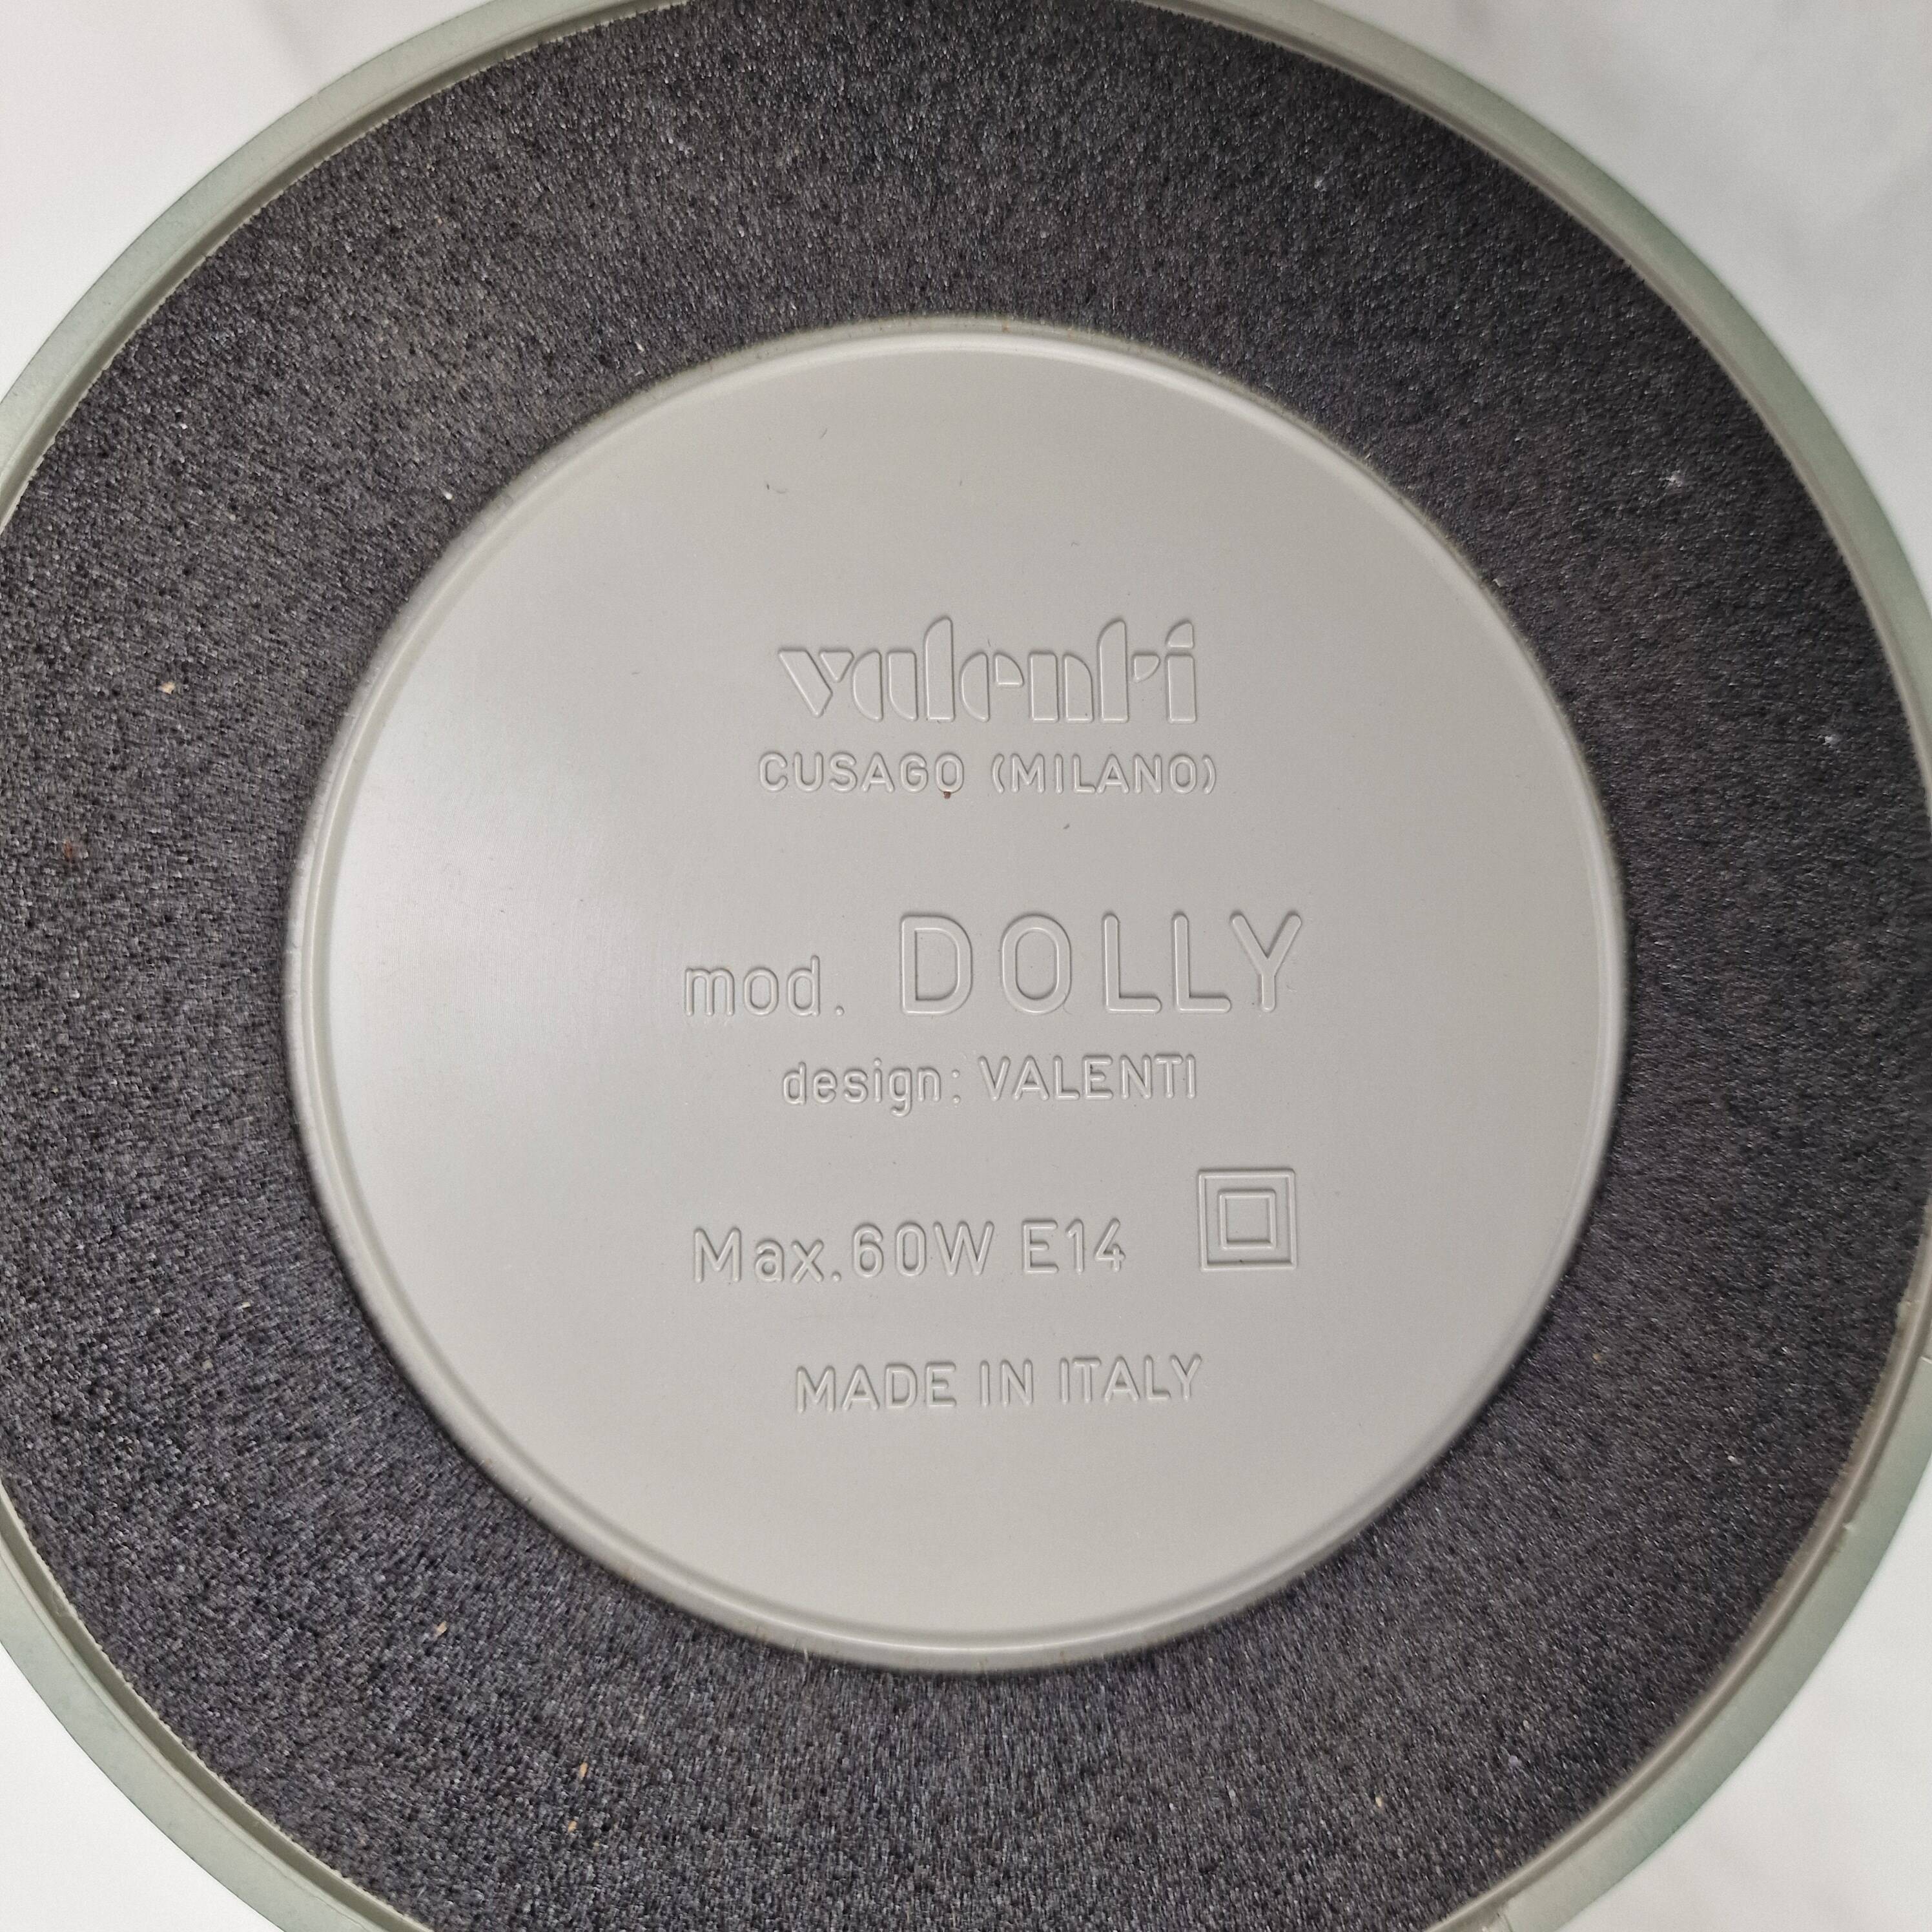 valenti
CUSAGO (MILANO)
mod. DOLLY
design: VALENTI
Max.60W E14
MADE IN ITALY